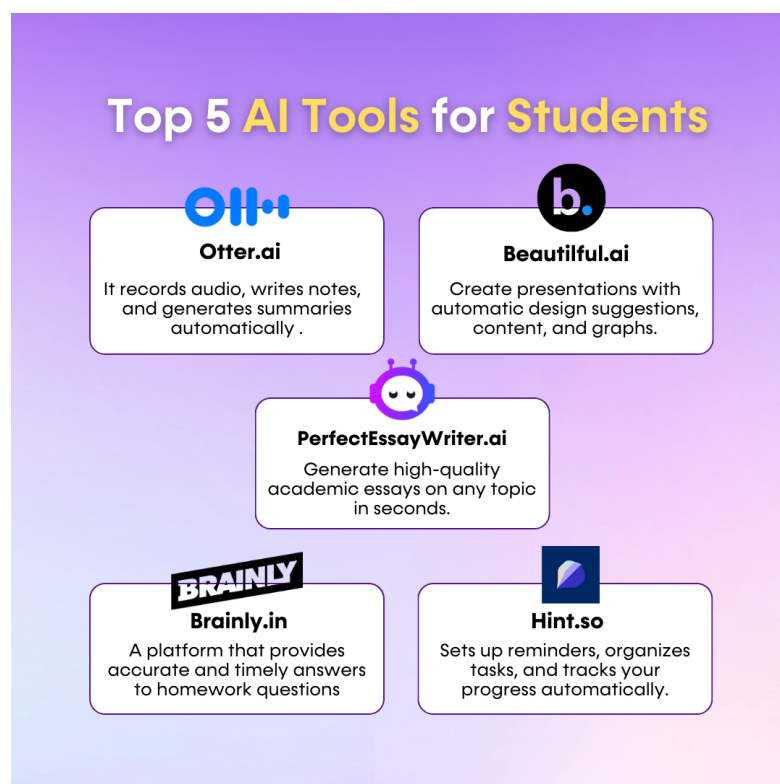 Top 5 AI Tools for Students
Otter.ai
It records audio, writes notes,
and generates summaries
automatically .
b.
Beautilful.ai
Create presentations with
automatic design suggestions,
content, and graphs.
PerfectEssayWriter.ai
Generate high-quality
academic essays on any topic
in seconds.
BRAINLY
Brainly.in
A platform that provides
accurate and timely answers
to homework questions
Hint.so
Sets up reminders, organizes
tasks, and tracks your
progress automatically.